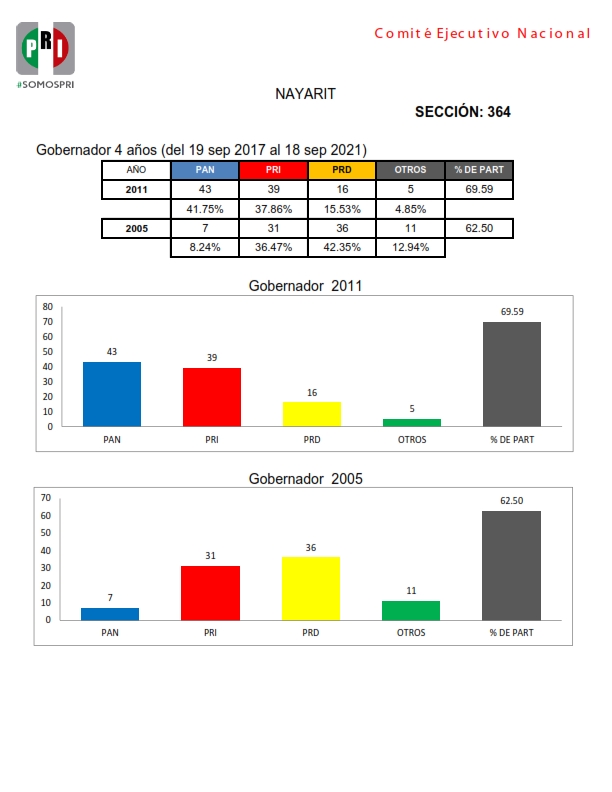 Comité Ejecutivo Nacional
PRI
#SOMOSPRI
NAYARIT
SECCIÓN: 364
Gobernador 4 años (del 19 sep 2017 al 18 sep 2021)
AÑO PAN PRI PRD OTROS % DE PART
2011 43 39 16 5 69.59
41.75% 37.86% 15.53% 4.85%
2005 7 31 36 11 62.50
8.24% 36.47% 42.35% 12.94%
Gobernador 2011
80
70
60
50
40
30
20
10
0
43
39
16
5
69.59
PAN PRI PRD OTROS % DE PART
Gobernador 2005
70
60
50
40
30
20
10
0
7
31
36
11
62.50
PAN PRI PRD OTROS % DE PART